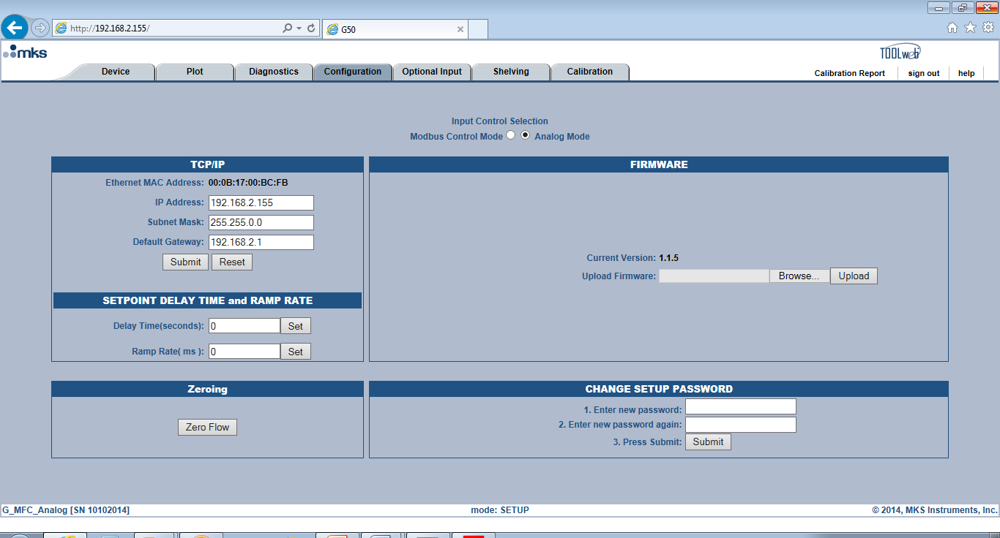 http://192.168.2.155/
G50
mks
TOOLweb
Device Plot Diagnostics Configuration Optional Input Shelving Calibration
Calibration Report sign out help
Input Control Selection
Modbus Control Mode Analog Mode
TCP/IP
Ethernet MAC Address: 00:0B:17:00:BC:FB
IP Address: 192.168.2.155
Subnet Mask: 255.255.0.0
Default Gateway: 192.168.2.1
Submit Reset
SETPOINT DELAY TIME and RAMP RATE
Delay Time(seconds): 0 Set
Ramp Rate( ms ): 0 Set
FIRMWARE
Current Version: 1.1.5
Upload Firmware: Browse... Upload
Zeroing
Zero Flow
CHANGE SETUP PASSWORD
1. Enter new password:
2. Enter new password again:
3. Press Submit: Submit
G_MFC_Analog [SN 10102014] mode: SETUP © 2014, MKS Instruments, Inc.